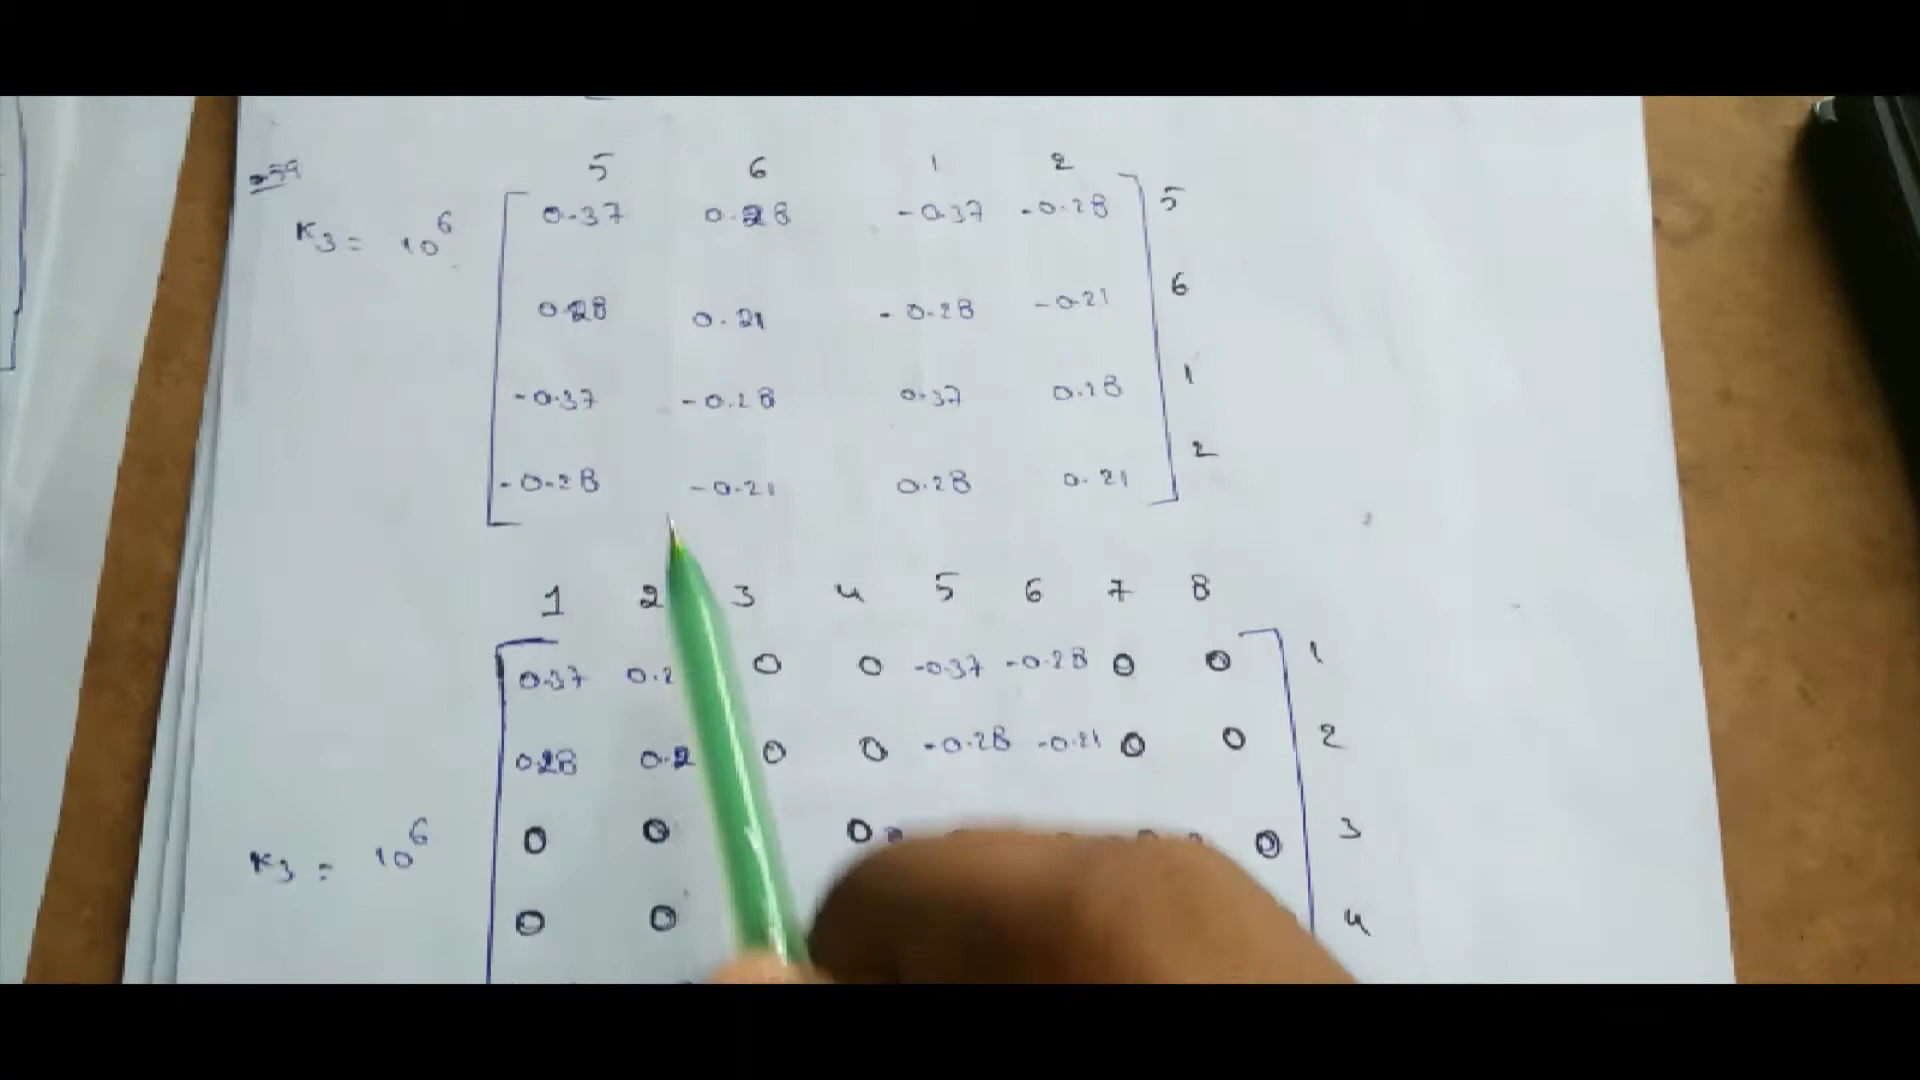 5 6 1 2
K3 = 10^6 0.37 0.28 -0.37 -0.28 5
0.28 0.21 -0.28 -0.21 6
-0.37 -0.28 0.37 0.28 1
-0.28 -0.21 0.28 0.21 2
1 2 3 4 5 6 7 8
0.37 0 0 -0.37 -0.28 0 0 1
0.28 0 0 -0.28 -0.21 0 0 2
K3 = 10^6 0 0 0 0 3
0 0 4